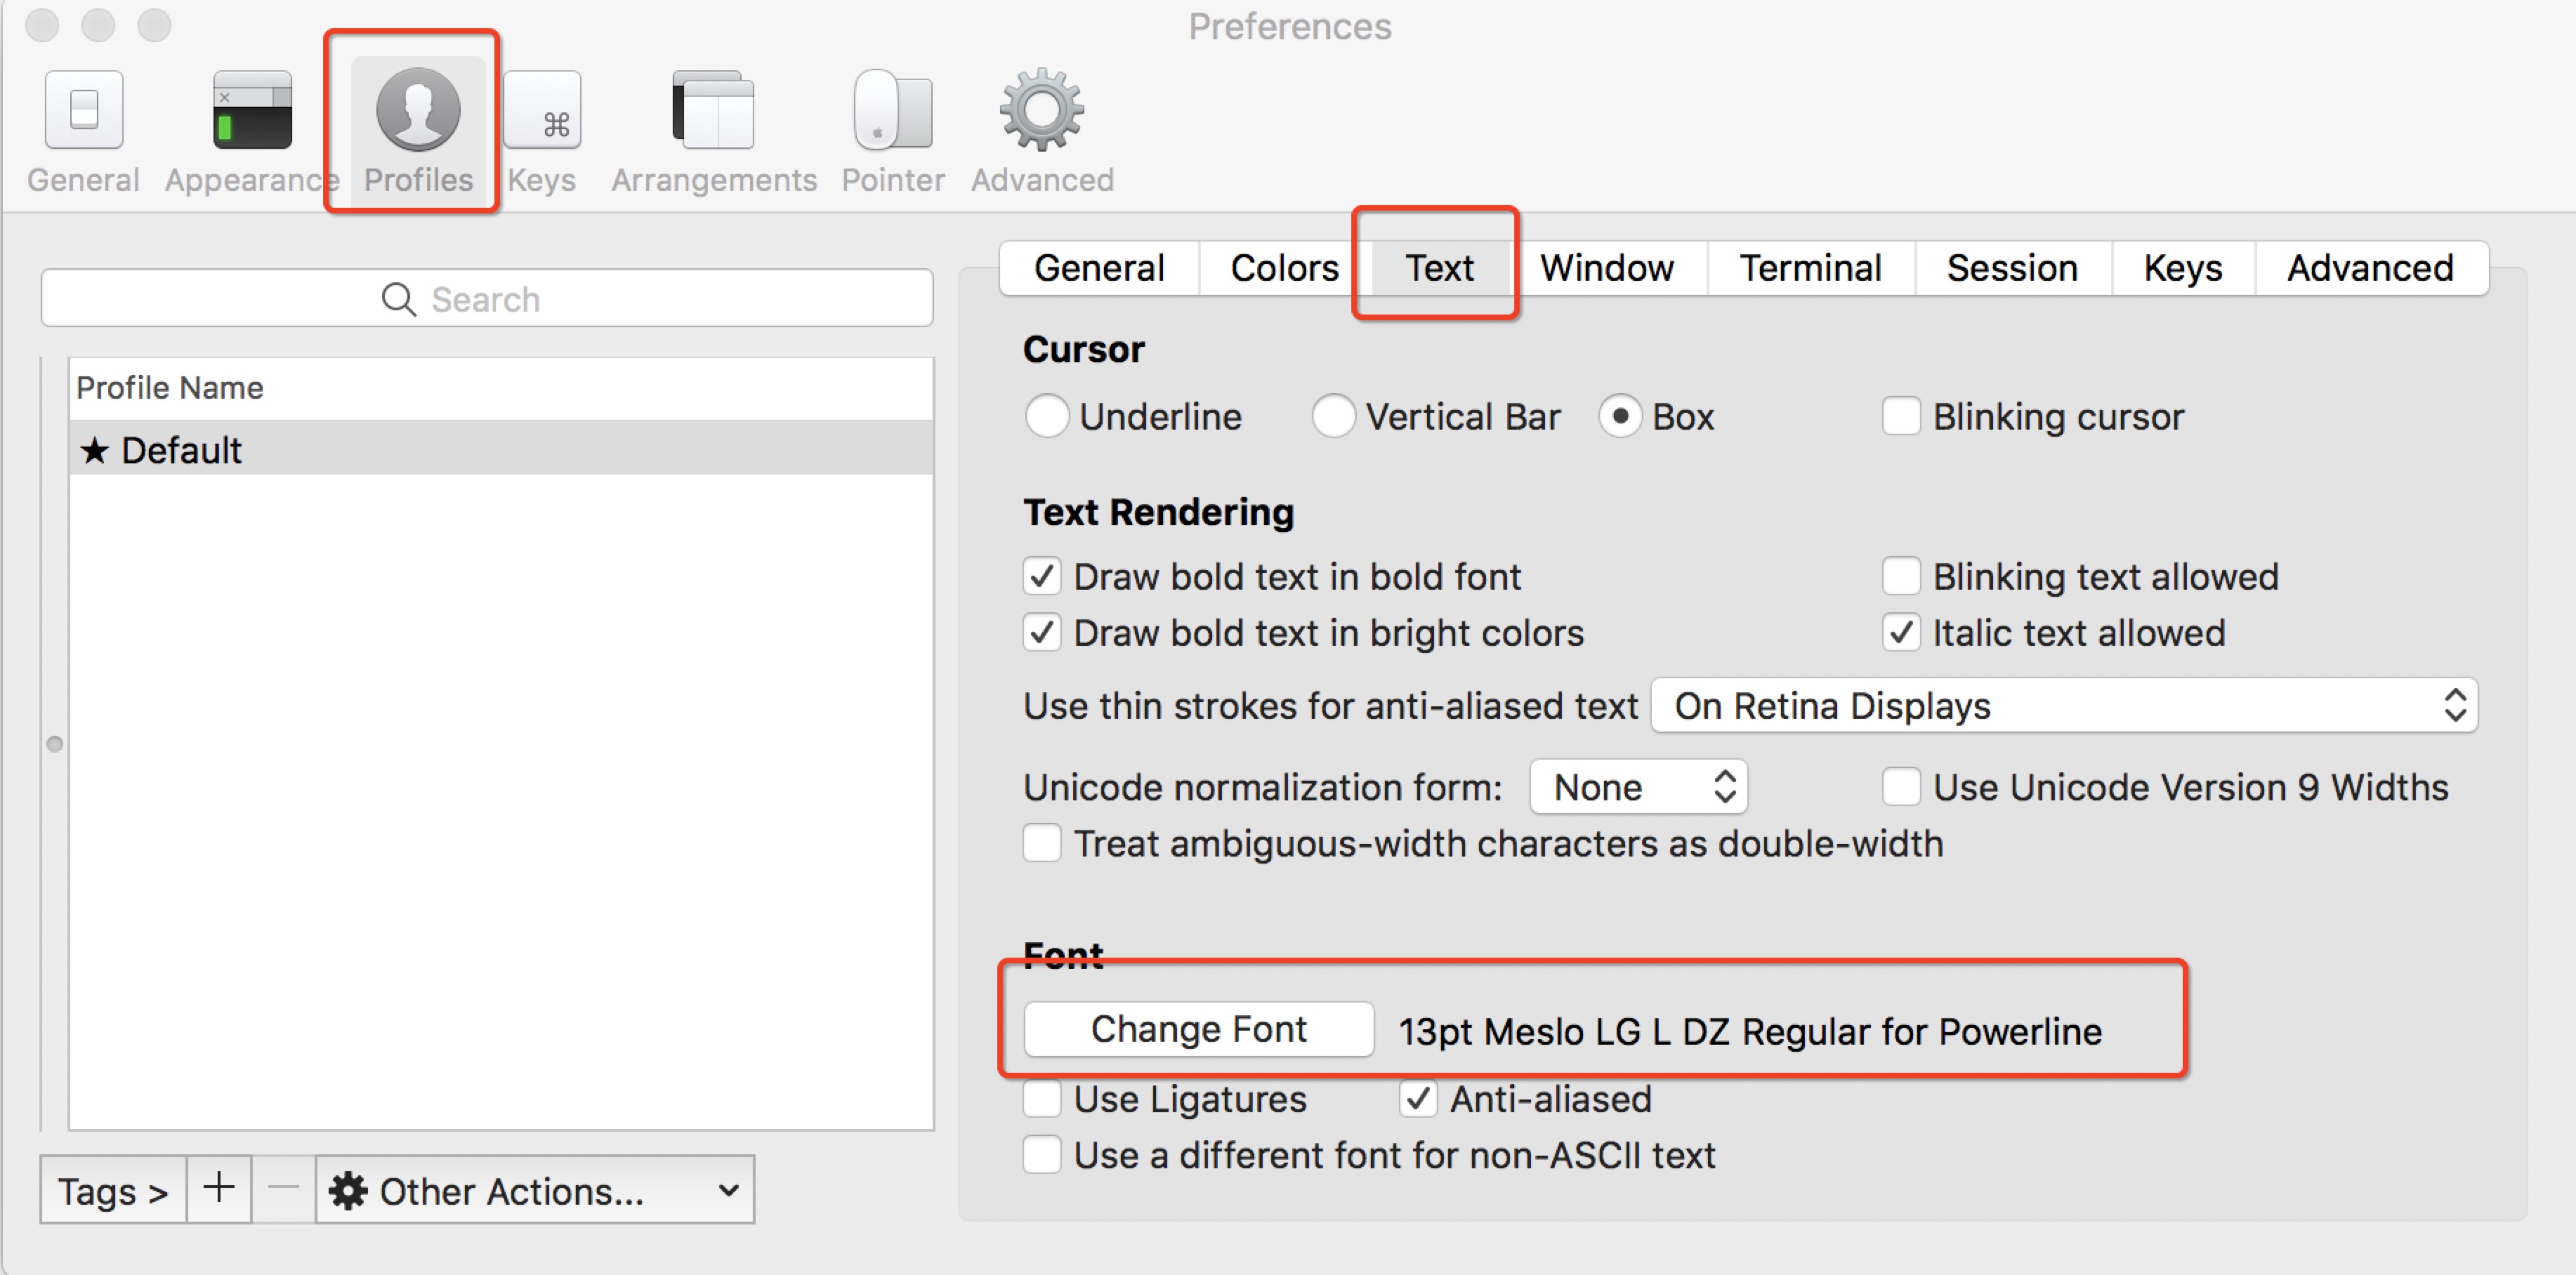 Preferences
General Appearance Profiles Keys Arrangements Pointer Advanced
Search
Profile Name
★ Default
Tags > + − Other Actions...
General Colors Text Window Terminal Session Keys Advanced
Cursor
Underline Vertical Bar Box Blinking cursor
Text Rendering
Draw bold text in bold font Blinking text allowed
Draw bold text in bright colors Italic text allowed
Use thin strokes for anti-aliased text On Retina Displays
Unicode normalization form: None Use Unicode Version 9 Widths
Treat ambiguous-width characters as double-width
Font
Change Font 13pt Meslo LG L DZ Regular for Powerline
Use Ligatures Anti-aliased
Use a different font for non-ASCII text